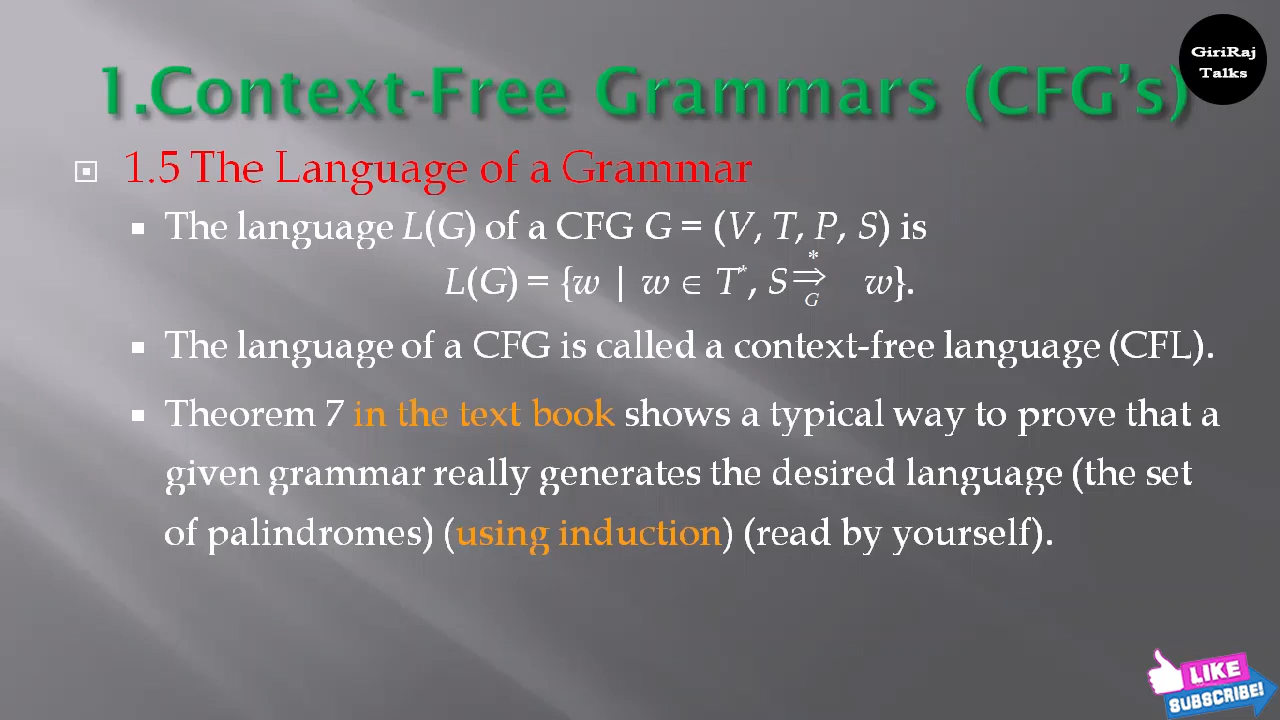 GiriRaj
Talks
1.Context-Free Grammars (CFG's)
1.5 The Language of a Grammar
The language L(G) of a CFG G = (V, T, P, S) is
L(G) = {w | w ∈ T*, S ⇒*G w}.
The language of a CFG is called a context-free language (CFL).
Theorem 7 in the text book shows a typical way to prove that a
given grammar really generates the desired language (the set
of palindromes) (using induction) (read by yourself).
LIKE
SUBSCRIBE!